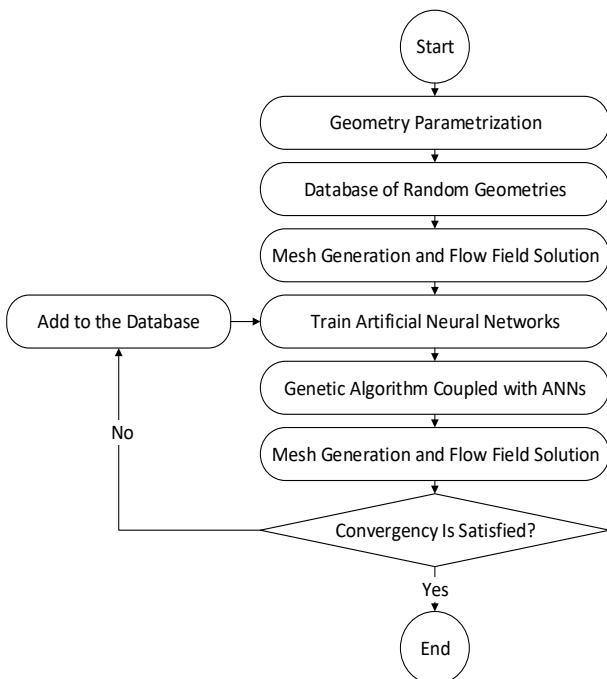 Start
Geometry Parametrization
Database of Random Geometries
Mesh Generation and Flow Field Solution
Add to the Database
Train Artificial Neural Networks
Genetic Algorithm Coupled with ANNs
No
Mesh Generation and Flow Field Solution
Convergency Is Satisfied?
Yes
End